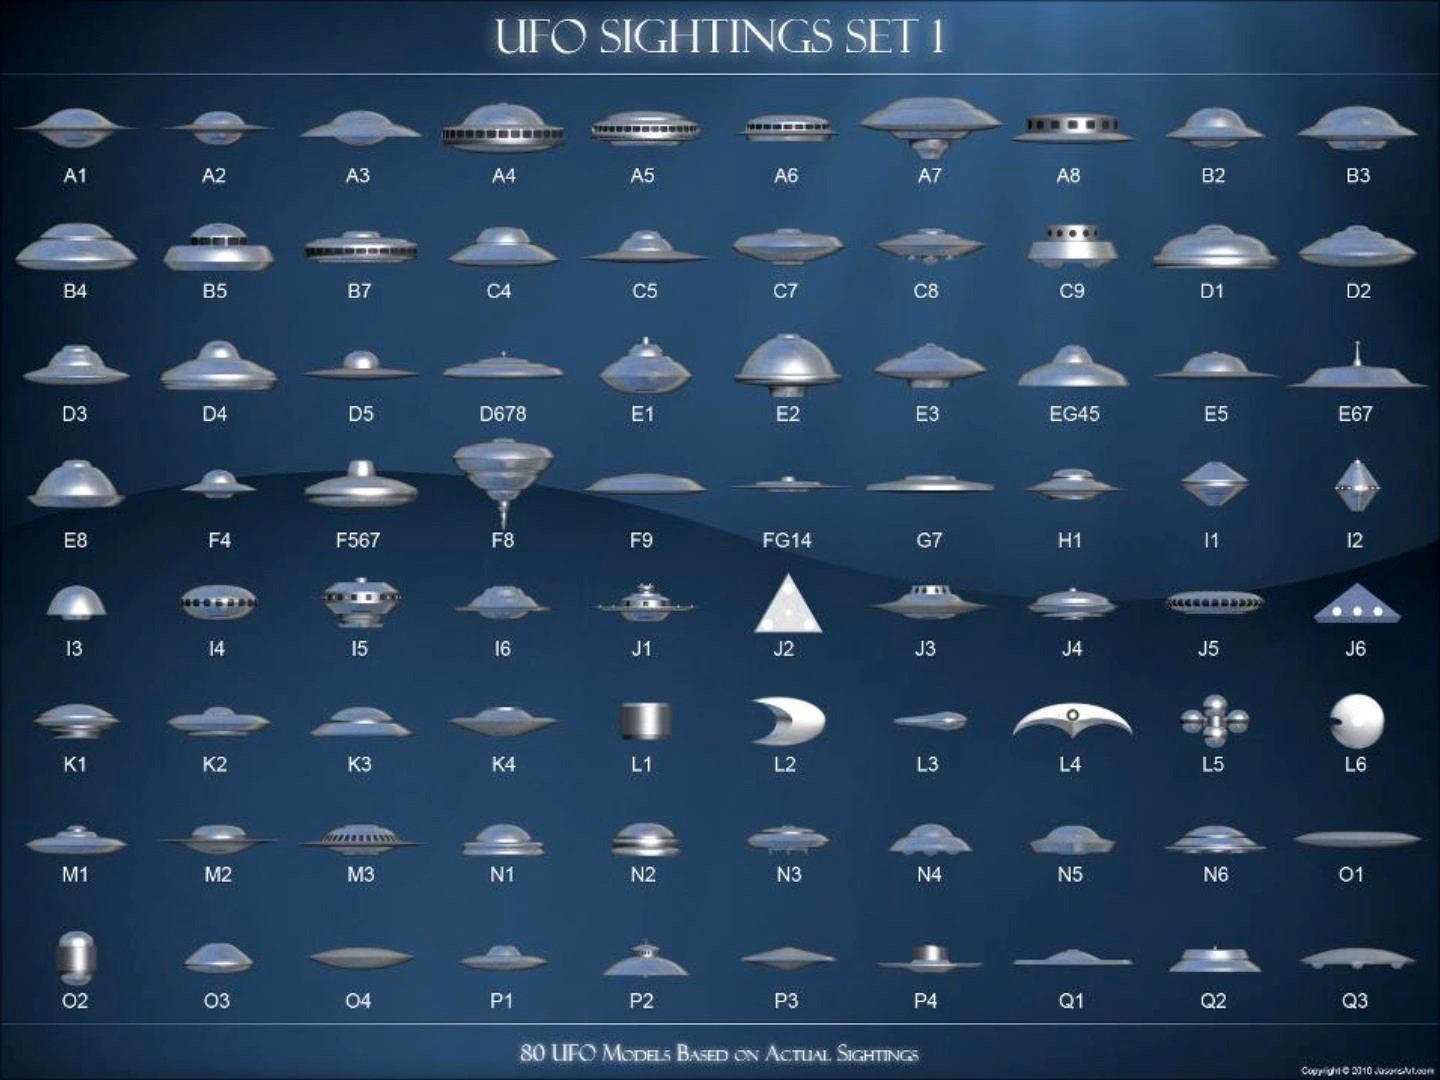 UFO SIGHTINGS SET 1
A1 A2 A3 A4 A5 A6 A7 A8 B2 B3
B4 B5 B7 C4 C5 C7 C8 C9 D1 D2
D3 D4 D5 D678 E1 E2 E3 EG45 E5 E67
E8 F4 F567 F8 F9 FG14 G7 H1 I1 I2
I3 I4 I5 I6 J1 J2 J3 J4 J5 J6
K1 K2 K3 K4 L1 L2 L3 L4 L5 L6
M1 M2 M3 N1 N2 N3 N4 N5 N6 O1
O2 O3 O4 P1 P2 P3 P4 Q1 Q2 Q3
80 UFO MODELS BASED ON ACTUAL SIGHTINGS
Copyright © 2010 JasonsArt.com